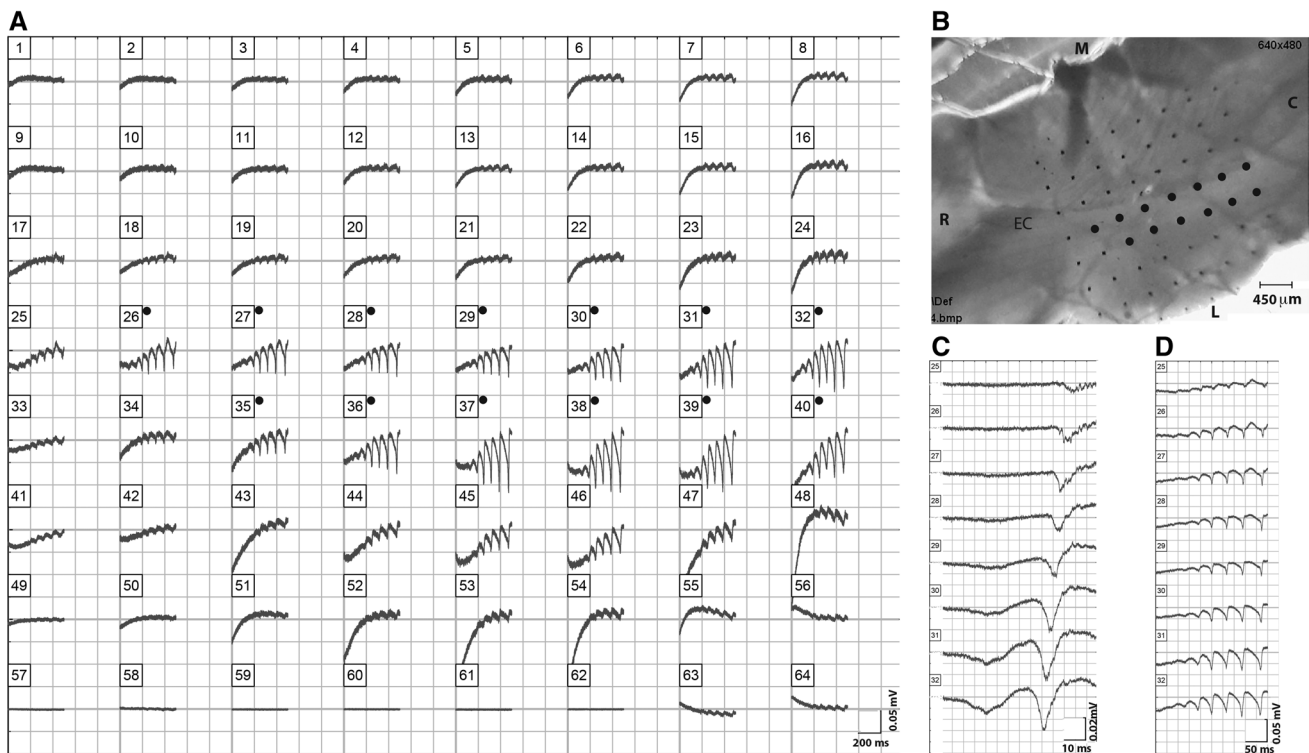 A
1 2 3 4 5 6 7 8
9 10 11 12 13 14 15 16
17 18 19 20 21 22 23 24
25 26 27 28 29 30 31 32
33 34 35 36 37 38 39 40
41 42 43 44 45 46 47 48
49 50 51 52 53 54 55 56
57 58 59 60 61 62 63 64
0.05 mV
200 ms
B
M
640x480
C
R
EC
450 µm
\Def
4.bmp
L
C
25
26
27
28
29
30
31
32
0.02mV
10 ms
D
25
26
27
28
29
30
31
32
0.05 mV
50 ms